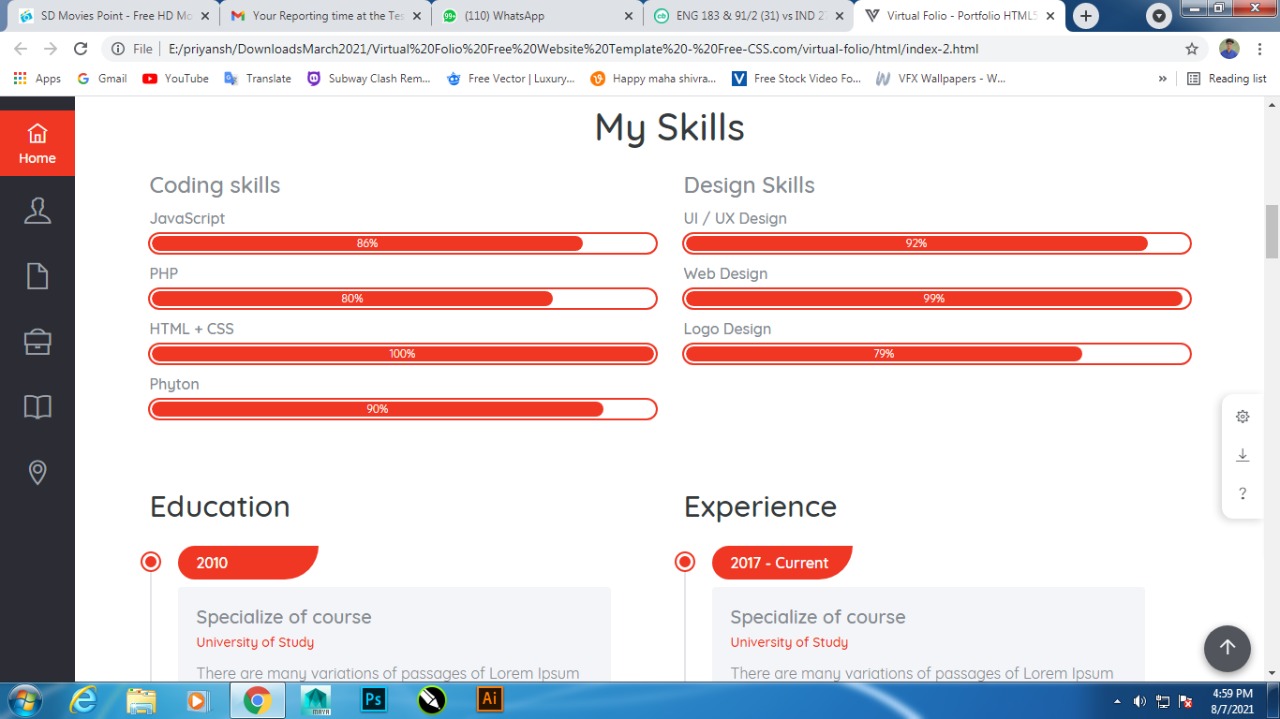 SD Movies Point - Free HD Mo
Your Reporting time at the Tes
(110) WhatsApp
ENG 183 & 91/2 (31) vs IND 2
Virtual Folio - Portfolio HTML5
File
E:/priyansh/DownloadsMarch2021/Virtual%20Folio%20Free%20Website%20Template%20-%20Free-CSS.com/virtual-folio/html/index-2.html
Apps
Gmail
YouTube
Translate
Subway Clash Rem...
Free Vector | Luxury...
Happy maha shivra...
Free Stock Video Fo...
VFX Wallpapers - W...
»
Reading list
Home
My Skills
Coding skills
JavaScript
86%
PHP
80%
HTML + CSS
100%
Phyton
90%
Design Skills
UI / UX Design
92%
Web Design
99%
Logo Design
79%
?
Education
2010
Specialize of course
University of Study
There are many variations of passages of Lorem Ipsum
Experience
2017 - Current
Specialize of course
University of Study
There are many variations of passages of Lorem Ipsum
MAYA
Ps
Ai
4:59 PM
8/7/2021